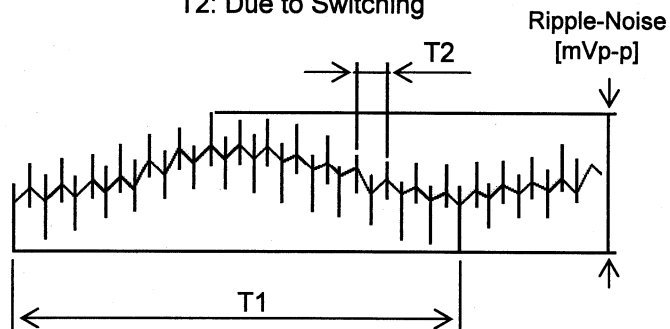 T2: Due to Switching
Ripple-Noise
[mVp-p]
T2
T1